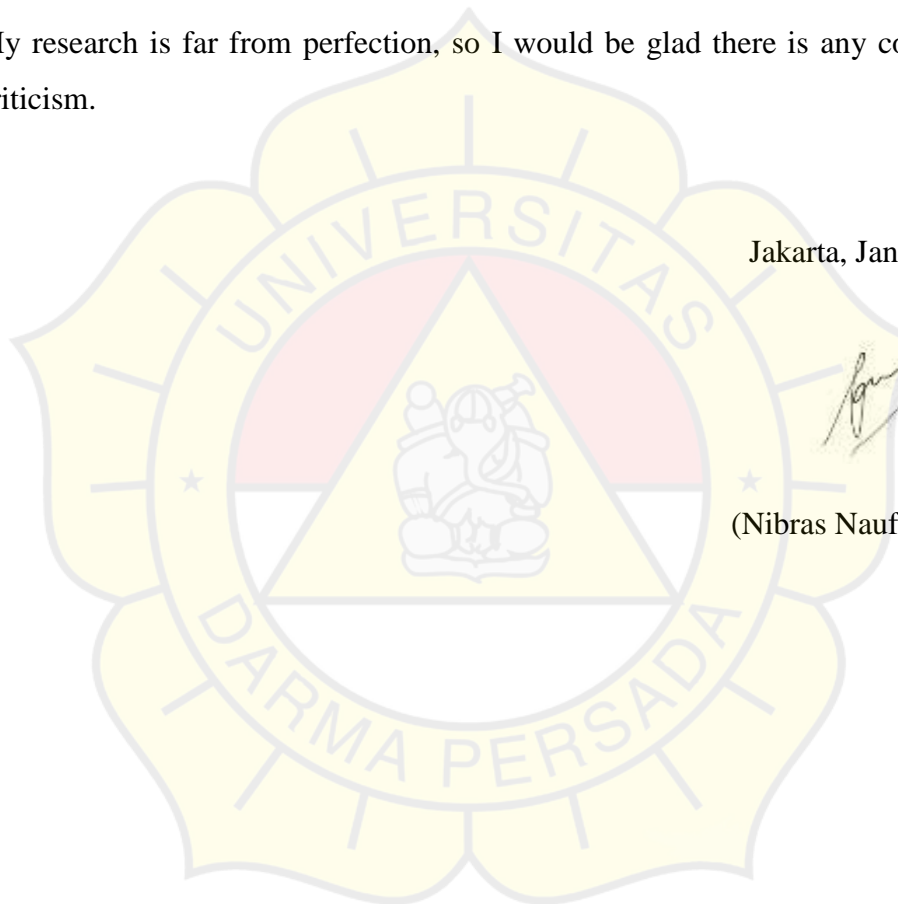 My research is far from perfection, so I would be glad there is any co
riticism.
UNIVERSITAS
Jakarta, Jan
(Nibras Nauf
DARMA PERSADA